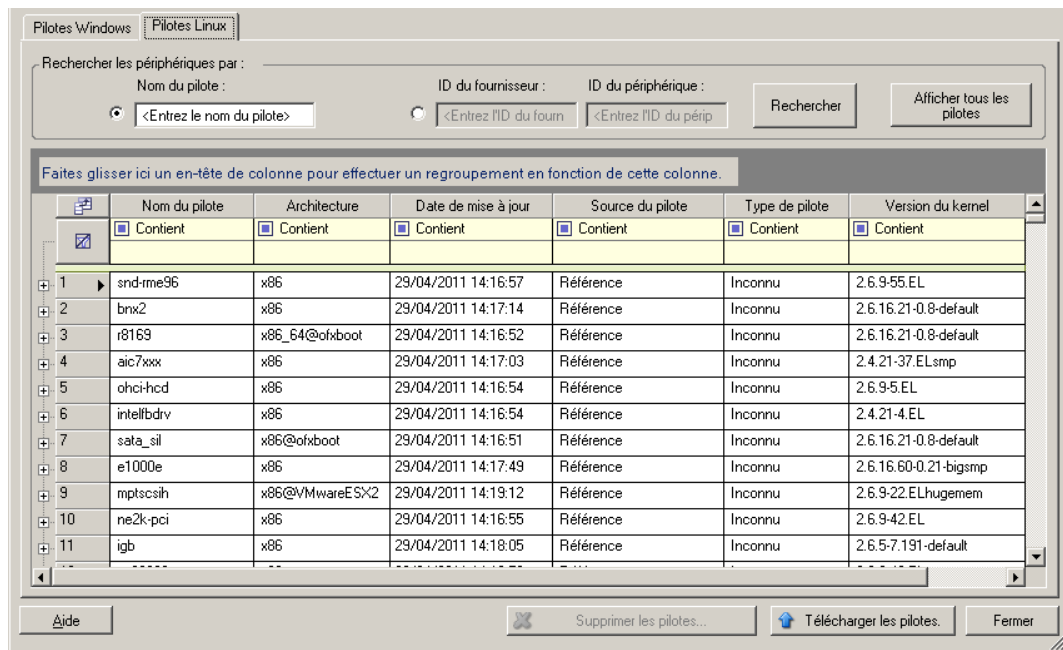 Pilotes Windows Pilotes Linux
Rechercher les périphériques par :
Nom du pilote : ID du fournisseur : ID du périphérique :
<Entrez le nom du pilote> <Entrez l'ID du fourn <Entrez l'ID du périp Rechercher Afficher tous les pilotes
Faites glisser ici un en-tête de colonne pour effectuer un regroupement en fonction de cette colonne.
Nom du pilote Architecture Date de mise à jour Source du pilote Type de pilote Version du kernel
Contient Contient Contient Contient Contient Contient
1 snd-rme96 x86 29/04/2011 14:16:57 Référence Inconnu 2.6.9-55.EL
2 bnx2 x86 29/04/2011 14:17:14 Référence Inconnu 2.6.16.21-0.8-default
3 r8169 x86_64@ofxboot 29/04/2011 14:16:52 Référence Inconnu 2.6.16.21-0.8-default
4 aic7xxx x86 29/04/2011 14:17:03 Référence Inconnu 2.4.21-37.ELsmp
5 ohci-hcd x86 29/04/2011 14:16:54 Référence Inconnu 2.6.9-5.EL
6 intelfbdrv x86 29/04/2011 14:16:54 Référence Inconnu 2.4.21-4.EL
7 sata_sil x86@ofxboot 29/04/2011 14:16:51 Référence Inconnu 2.6.16.21-0.8-default
8 e1000e x86 29/04/2011 14:17:49 Référence Inconnu 2.6.16.60-0.21-bigsmp
9 mptscsih x86@VMwareESX2 29/04/2011 14:19:12 Référence Inconnu 2.6.9-22.ELhugemem
10 ne2k-pci x86 29/04/2011 14:16:55 Référence Inconnu 2.6.9-42.EL
11 igb x86 29/04/2011 14:18:05 Référence Inconnu 2.6.5-7.191-default
Aide Supprimer les pilotes... Télécharger les pilotes. Fermer